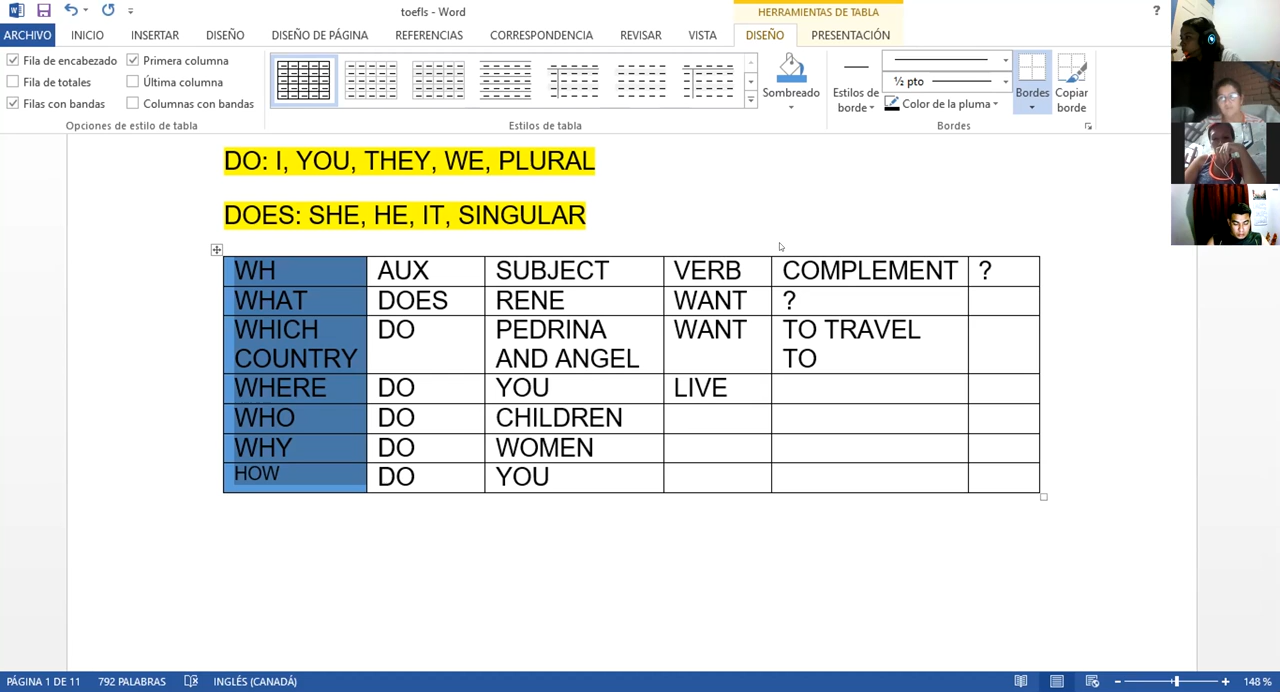 toefls - Word
HERRAMIENTAS DE TABLA
?
ARCHIVO INICIO INSERTAR DISEÑO DISEÑO DE PÁGINA REFERENCIAS CORRESPONDENCIA REVISAR VISTA DISEÑO PRESENTACIÓN
Fila de encabezado Primera columna
Fila de totales Última columna
Filas con bandas Columnas con bandas
Opciones de estilo de tabla
Estilos de tabla
Sombreado
Estilos de borde
½ pto
Color de la pluma
Bordes
Copiar borde
Bordes
DO: I, YOU, THEY, WE, PLURAL
DOES: SHE, HE, IT, SINGULAR
WH AUX SUBJECT VERB COMPLEMENT ?
WHAT DOES RENE WANT ?
WHICH DO PEDRINA WANT TO TRAVEL
COUNTRY AND ANGEL TO
WHERE DO YOU LIVE
WHO DO CHILDREN
WHY DO WOMEN
HOW DO YOU
PÁGINA 1 DE 11 792 PALABRAS INGLÉS (CANADÁ) 148 %